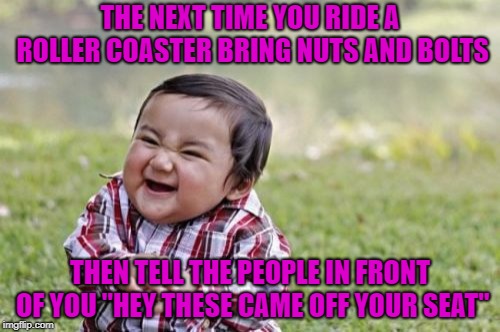 THE NEXT TIME YOU RIDE A
ROLLER COASTER BRING NUTS AND BOLTS
THEN TELL THE PEOPLE IN FRONT
OF YOU "HEY THESE CAME OFF YOUR SEAT"
imgflip.com